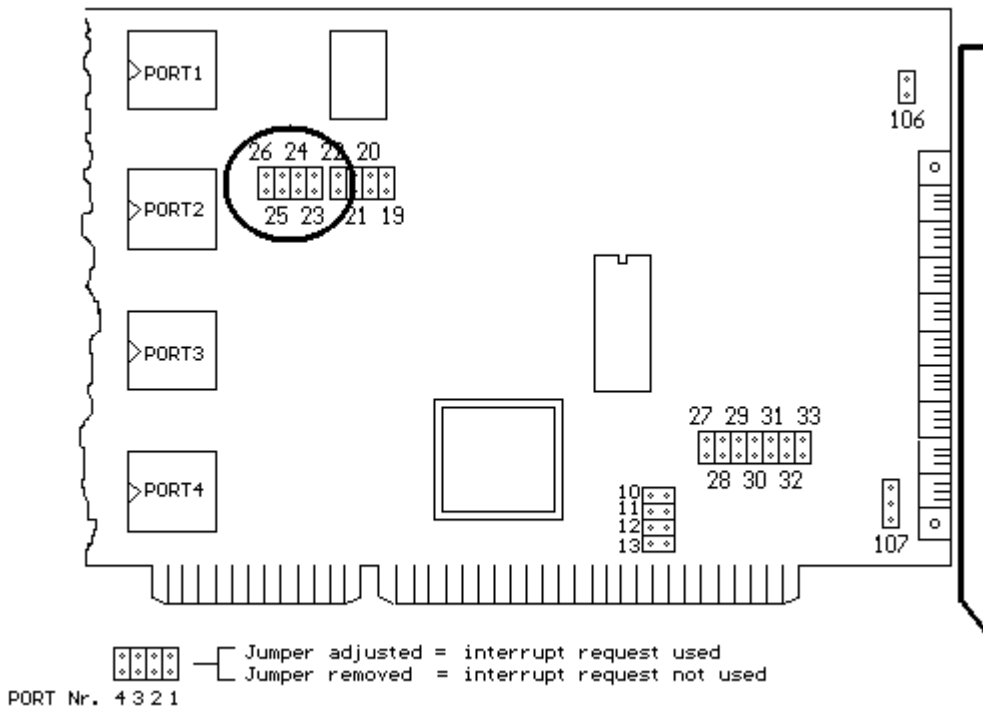 PORT1
106
26 24 22 20
PORT2
25 23 21 19
PORT3
27 29 31 33
PORT4
28 30 32
10
11
12
13
107
Jumper adjusted = interrupt request used
Jumper removed = interrupt request not used
PORT Nr. 4 3 2 1